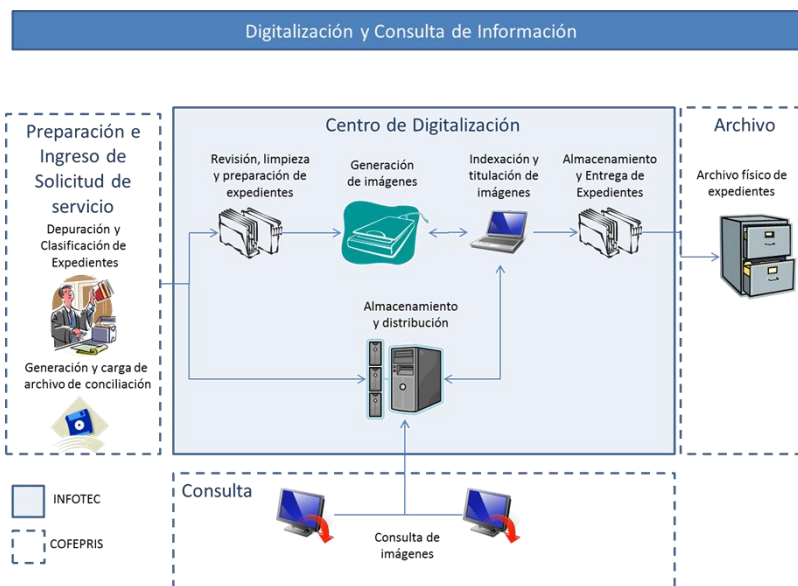 Digitalización y Consulta de Información
Preparación e
Ingreso de
Solicitud de
servicio
Depuración y
Clasificación de
Expedientes
Generación y carga de
archivo de conciliación
Centro de Digitalización
Revisión, limpieza
y preparación de
expedientes
Generación
de imágenes
Indexación y
titulación de
imágenes
Almacenamiento
y Entrega de
Expedientes
Almacenamiento
y distribución
Archivo
Archivo físico de
expedientes
Consulta
Consulta de
imágenes
INFOTEC
COFEPRIS